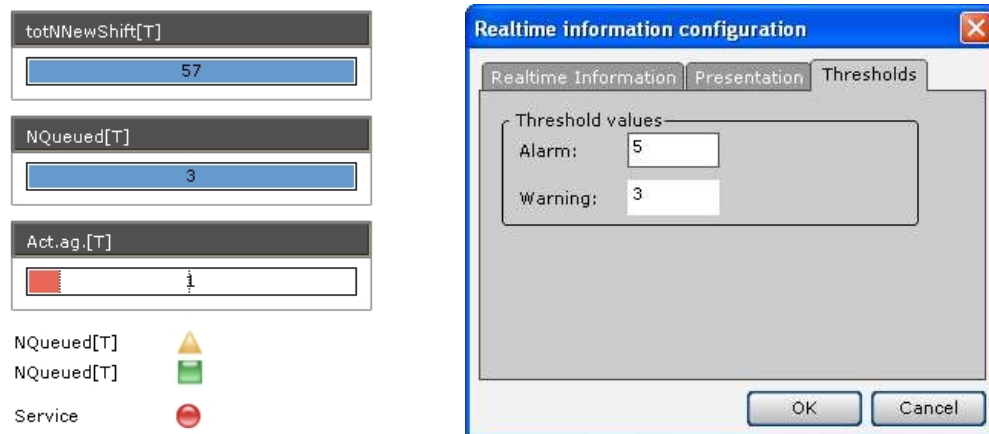 totNNewShift[T]
57
NQueued[T]
3
Act.ag.[T]
1
NQueued[T]
NQueued[T]
Service
Realtime information configuration
Realtime Information Presentation Thresholds
Threshold values
Alarm: 5
Warning: 3
OK Cancel